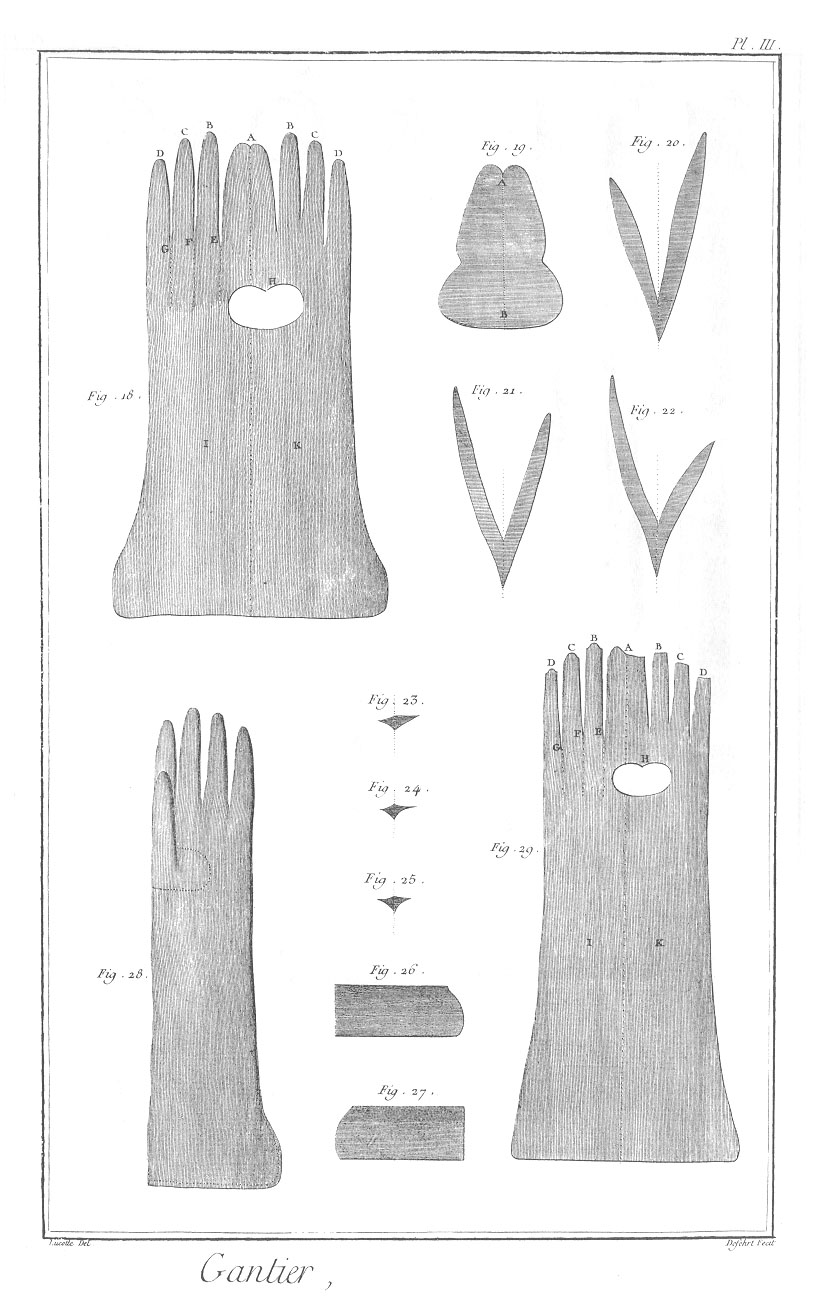 Pl. III.
B B
C A C
D D
Fig. 19.
A
B
Fig. 20.
G F E
H
Fig. 18.
I K
Fig. 21.
Fig. 22.
B A B
C C
D D
G F E
H
Fig. 29.
I K
Fig. 23.
Fig. 24.
Fig. 25.
Fig. 28.
Fig. 26.
Fig. 27.
Lucotte Del.
Defehrt Fecit
Gantier,